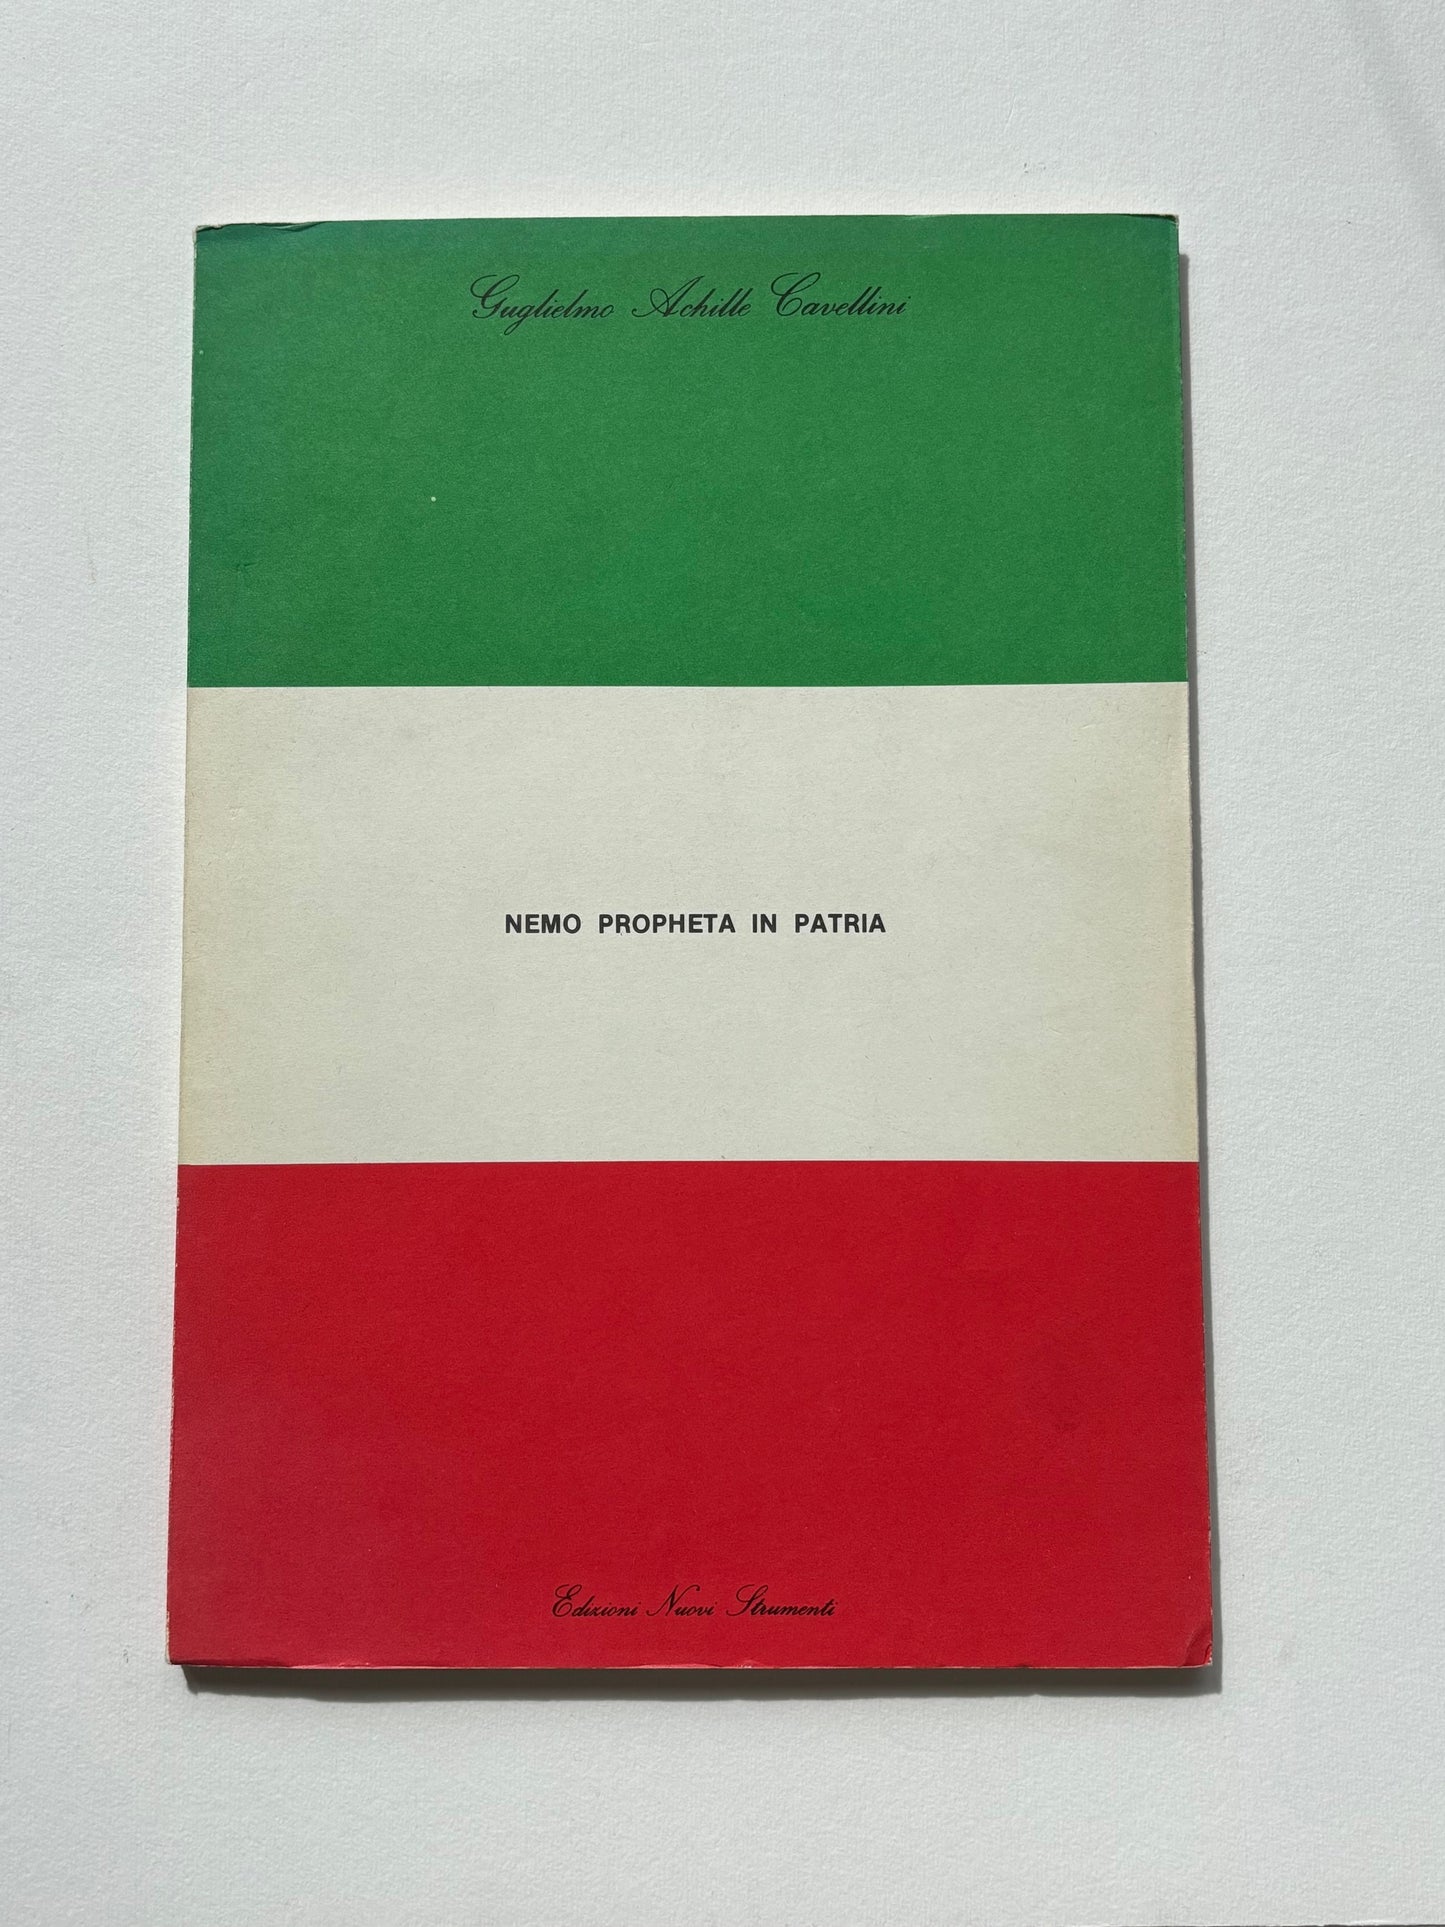 Guglielmo Achille Cavellini
NEMO PROPHETA IN PATRIA
Edizioni Nuovi Strumenti